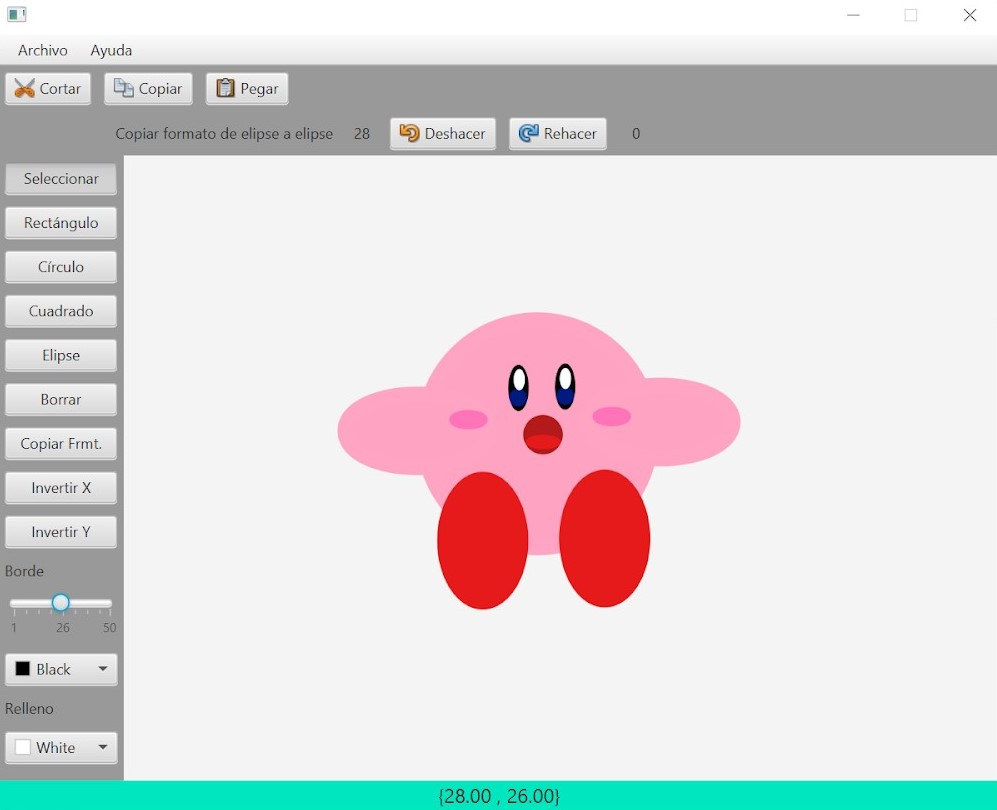 Archivo Ayuda
Cortar Copiar Pegar
Copiar formato de elipse a elipse 28 Deshacer Rehacer 0
Seleccionar
Rectángulo
Círculo
Cuadrado
Elipse
Borrar
Copiar Frmt.
Invertir X
Invertir Y
Borde
1 26 50
Black
Relleno
White
{28.00 , 26.00}